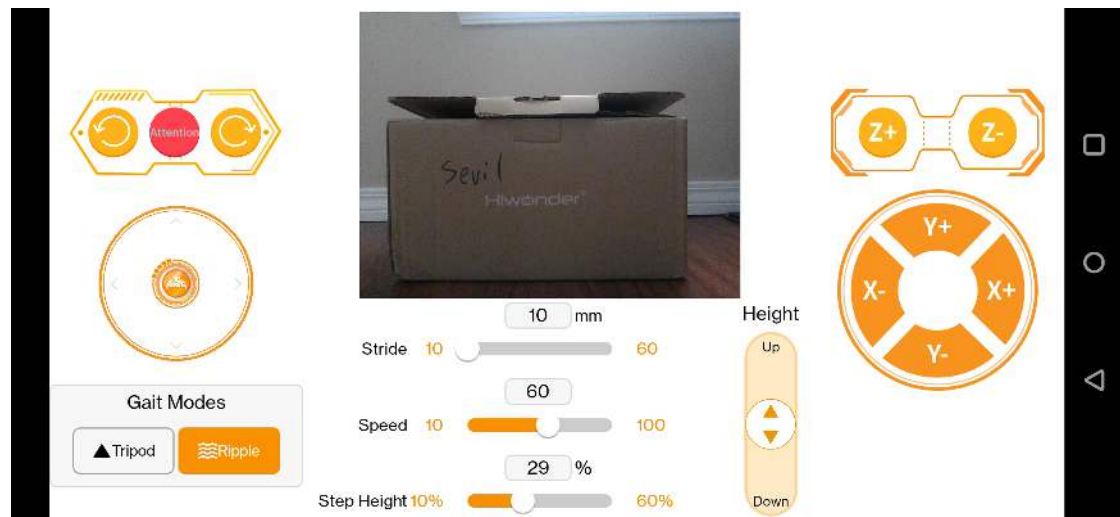 Attention
Sevil
Hiwonder
Z+ Z-
Y+
X- X+
Y-
10 mm
Stride 10 60
60
Speed 10 100
29 %
Step Height 10% 60%
Height
Up
Down
Gait Modes
Tripod Ripple